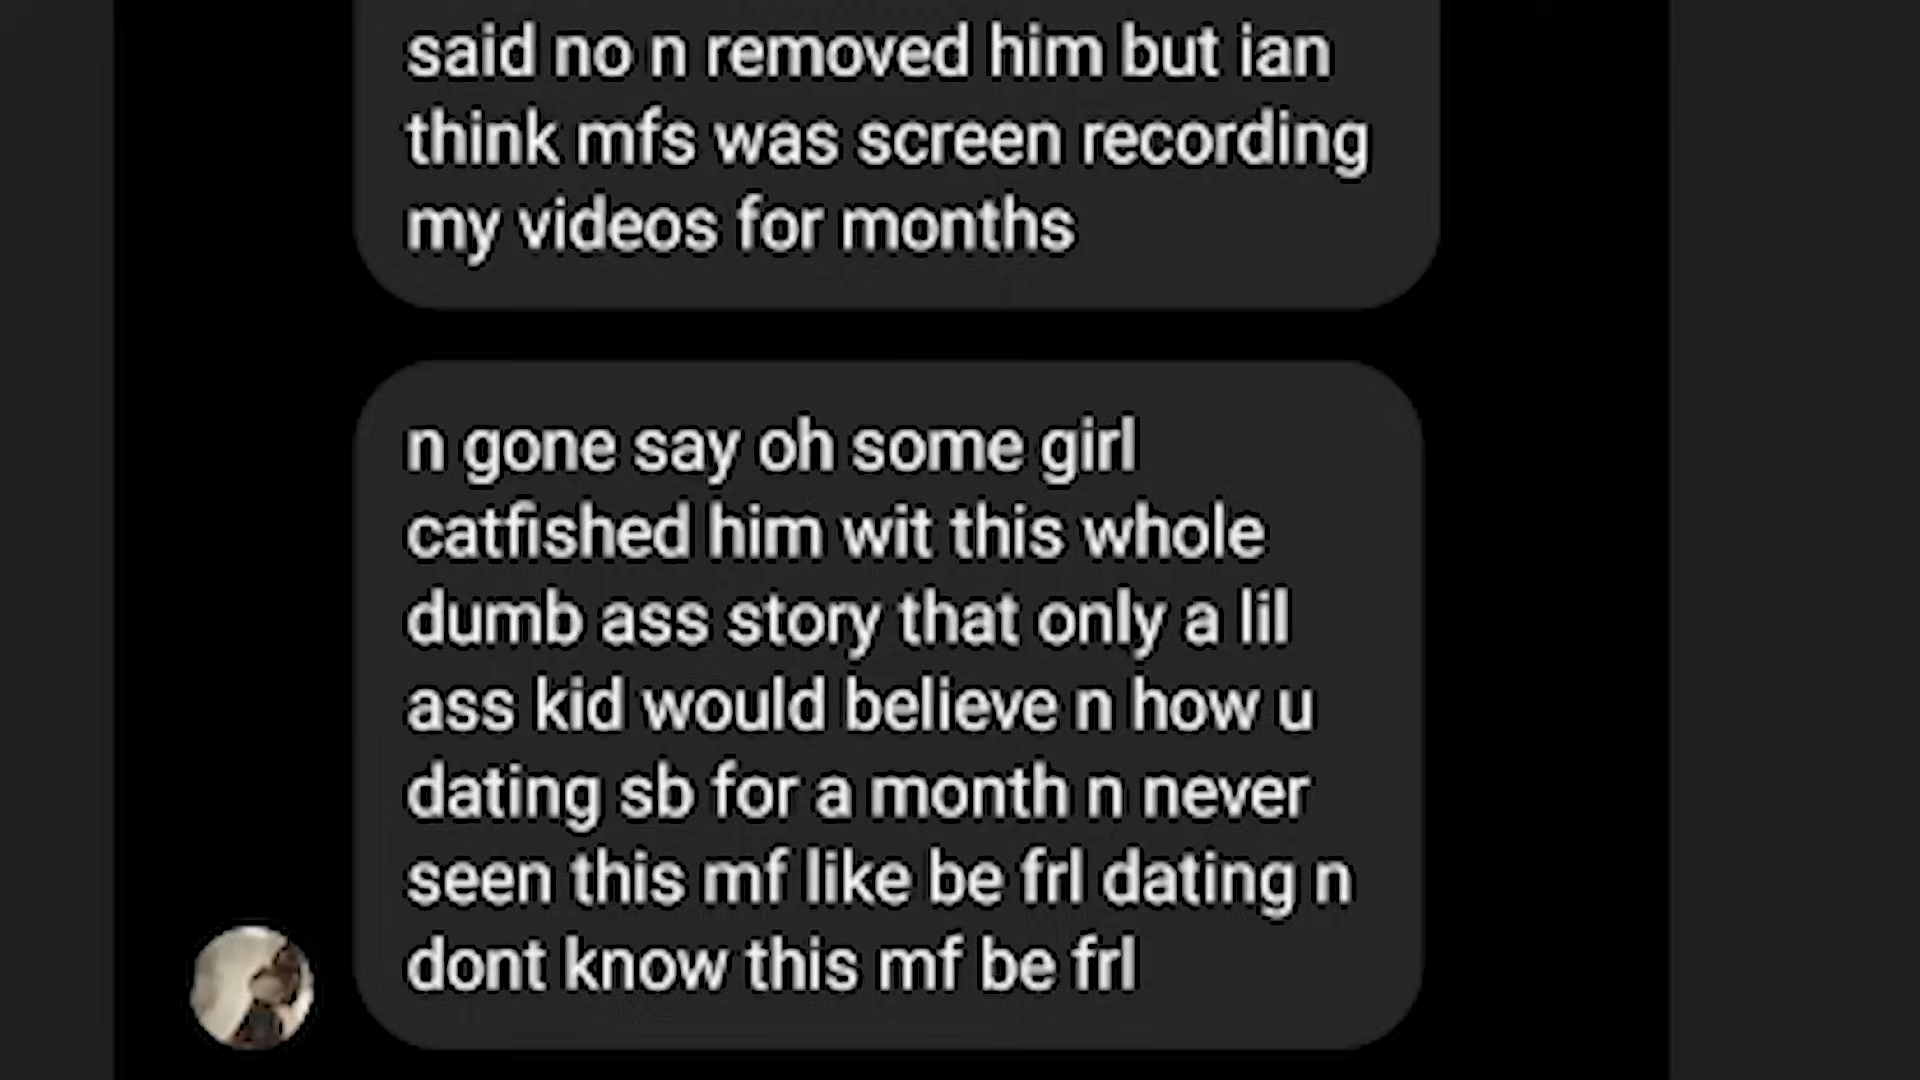 said no n removed him but ian
think mfs was screen recording
my videos for months
n gone say oh some girl
catfished him wit this whole
dumb ass story that only a lil
ass kid would believe n how u
dating sb for a month n never
seen this mf like be frl dating n
dont know this mf be frl